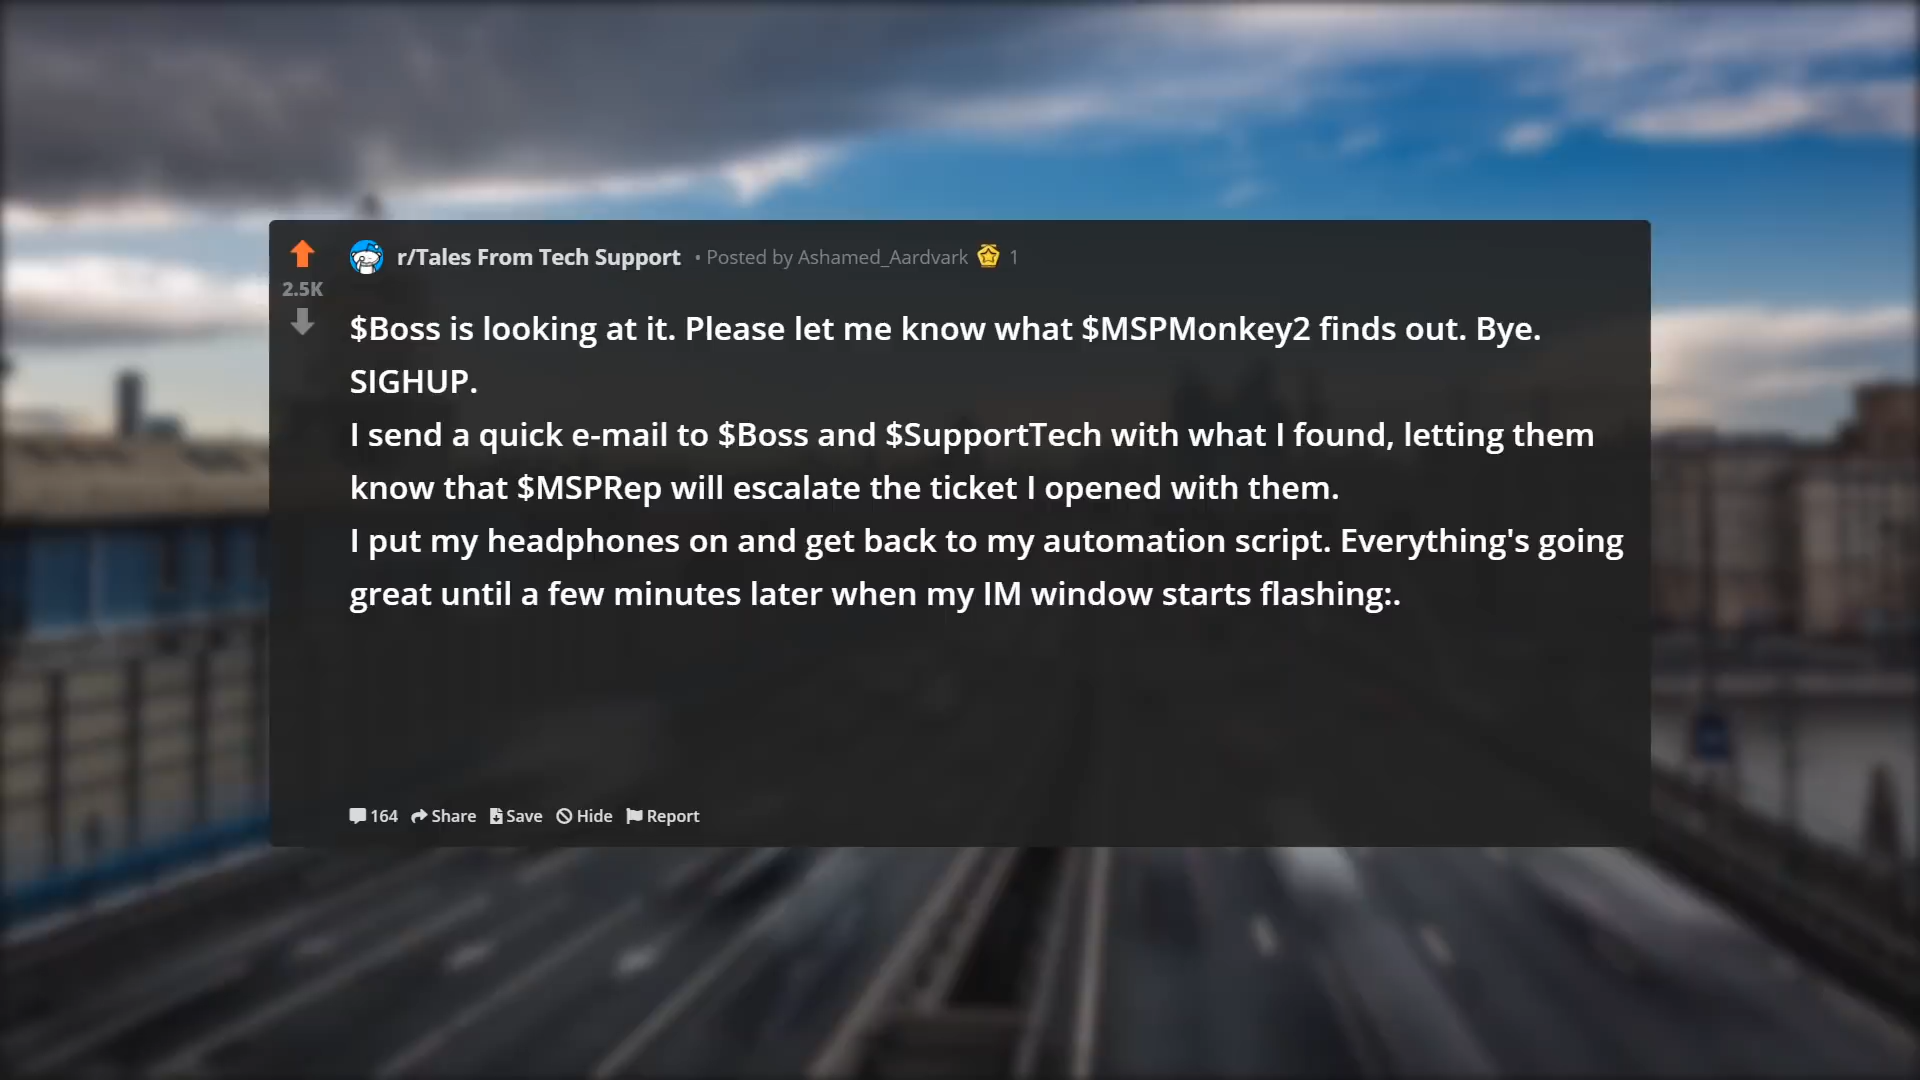 r/Tales From Tech Support • Posted by Ashamed_Aardvark 1
2.5K
$Boss is looking at it. Please let me know what $MSPMonkey2 finds out. Bye.
SIGHUP.
I send a quick e-mail to $Boss and $SupportTech with what I found, letting them
know that $MSPRep will escalate the ticket I opened with them.
I put my headphones on and get back to my automation script. Everything's going
great until a few minutes later when my IM window starts flashing:.
164 Share Save Hide Report